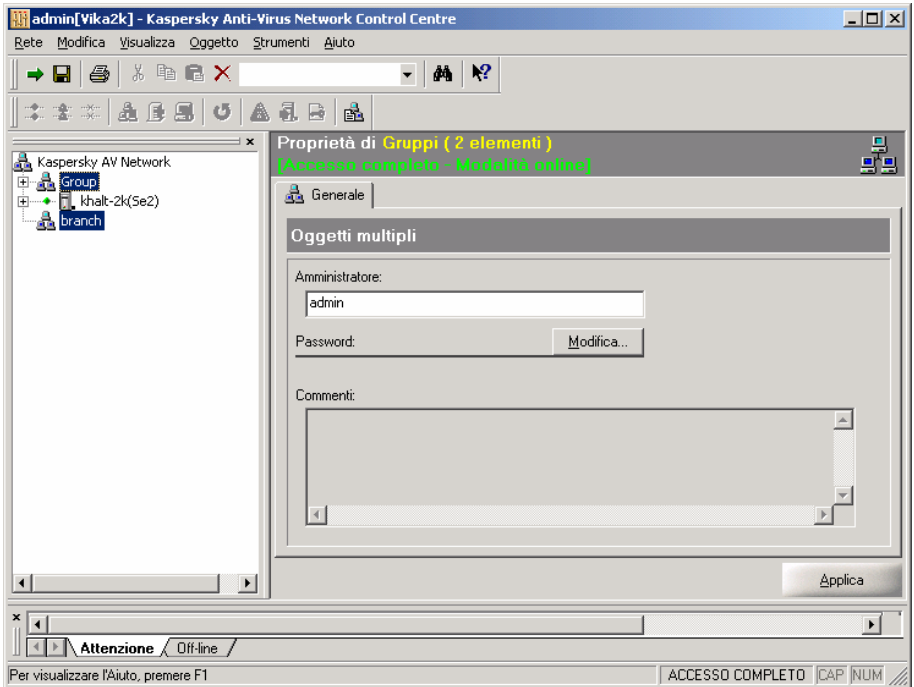 admin[Vika2k] - Kaspersky Anti-Virus Network Control Centre
Rete Modifica Visualizza Oggetto Strumenti Aiuto
Proprietà di Gruppi ( 2 elementi )
[Accesso completo - Modalità online]
Kaspersky AV Network
Group
khalt-2k(Se2)
branch
Generale
Oggetti multipli
Amministratore:
admin
Password:
Modifica...
Commenti:
Applica
Attenzione Off-line
Per visualizzare l'Aiuto, premere F1 ACCESSO COMPLETO CAP NUM